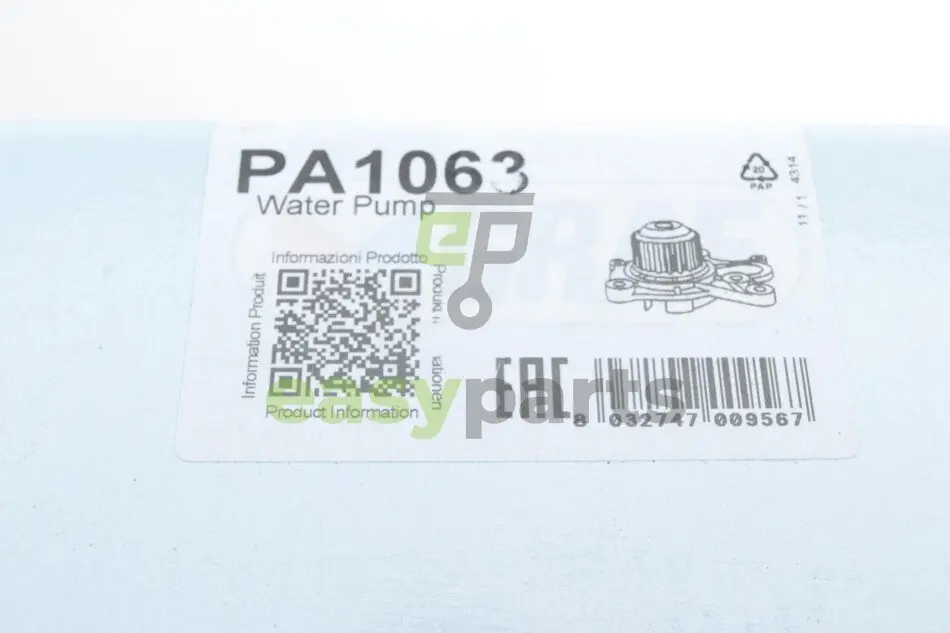 PA1063
Water Pump
Informazioni Prodotto
Information Produit
Product Information
20
PAP
11/1 4314
EAC
8 032747 009567
eP
easyparts